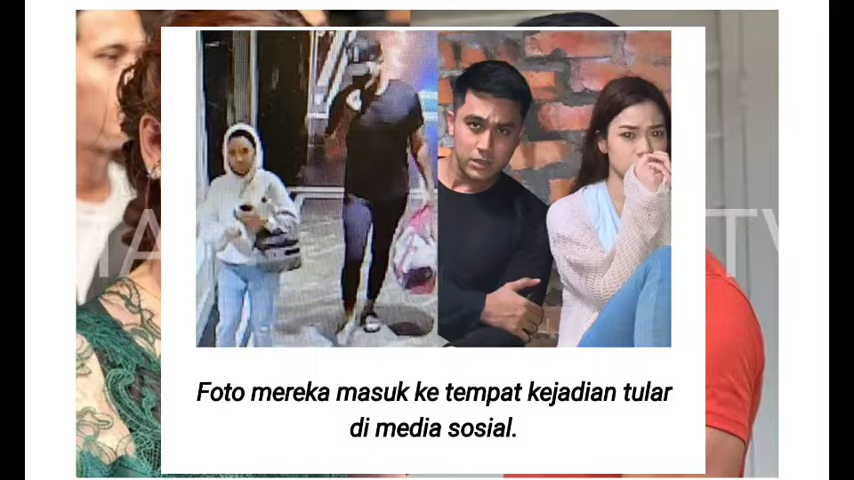 Foto mereka masuk ke tempat kejadian tular
di media sosial.